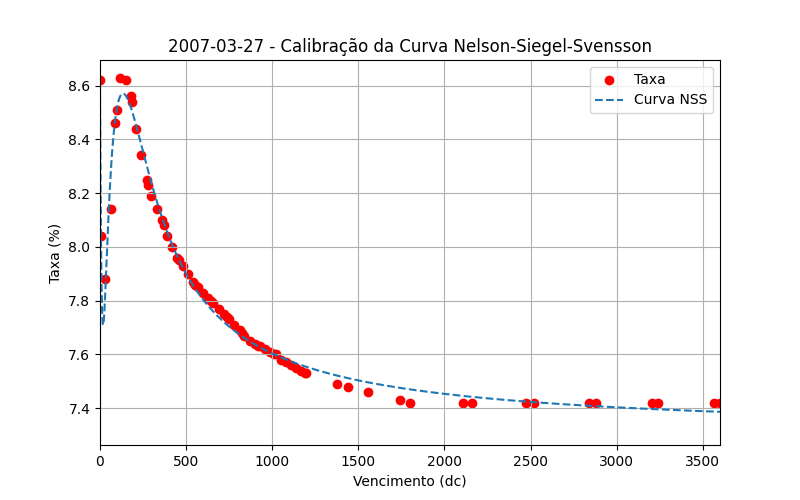 2007-03-27 - Calibração da Curva Nelson-Siegel-Svensson
Taxa
Curva NSS
Taxa (%)
8.6
8.4
8.2
8.0
7.8
7.6
7.4
0 500 1000 1500 2000 2500 3000 3500
Vencimento (dc)